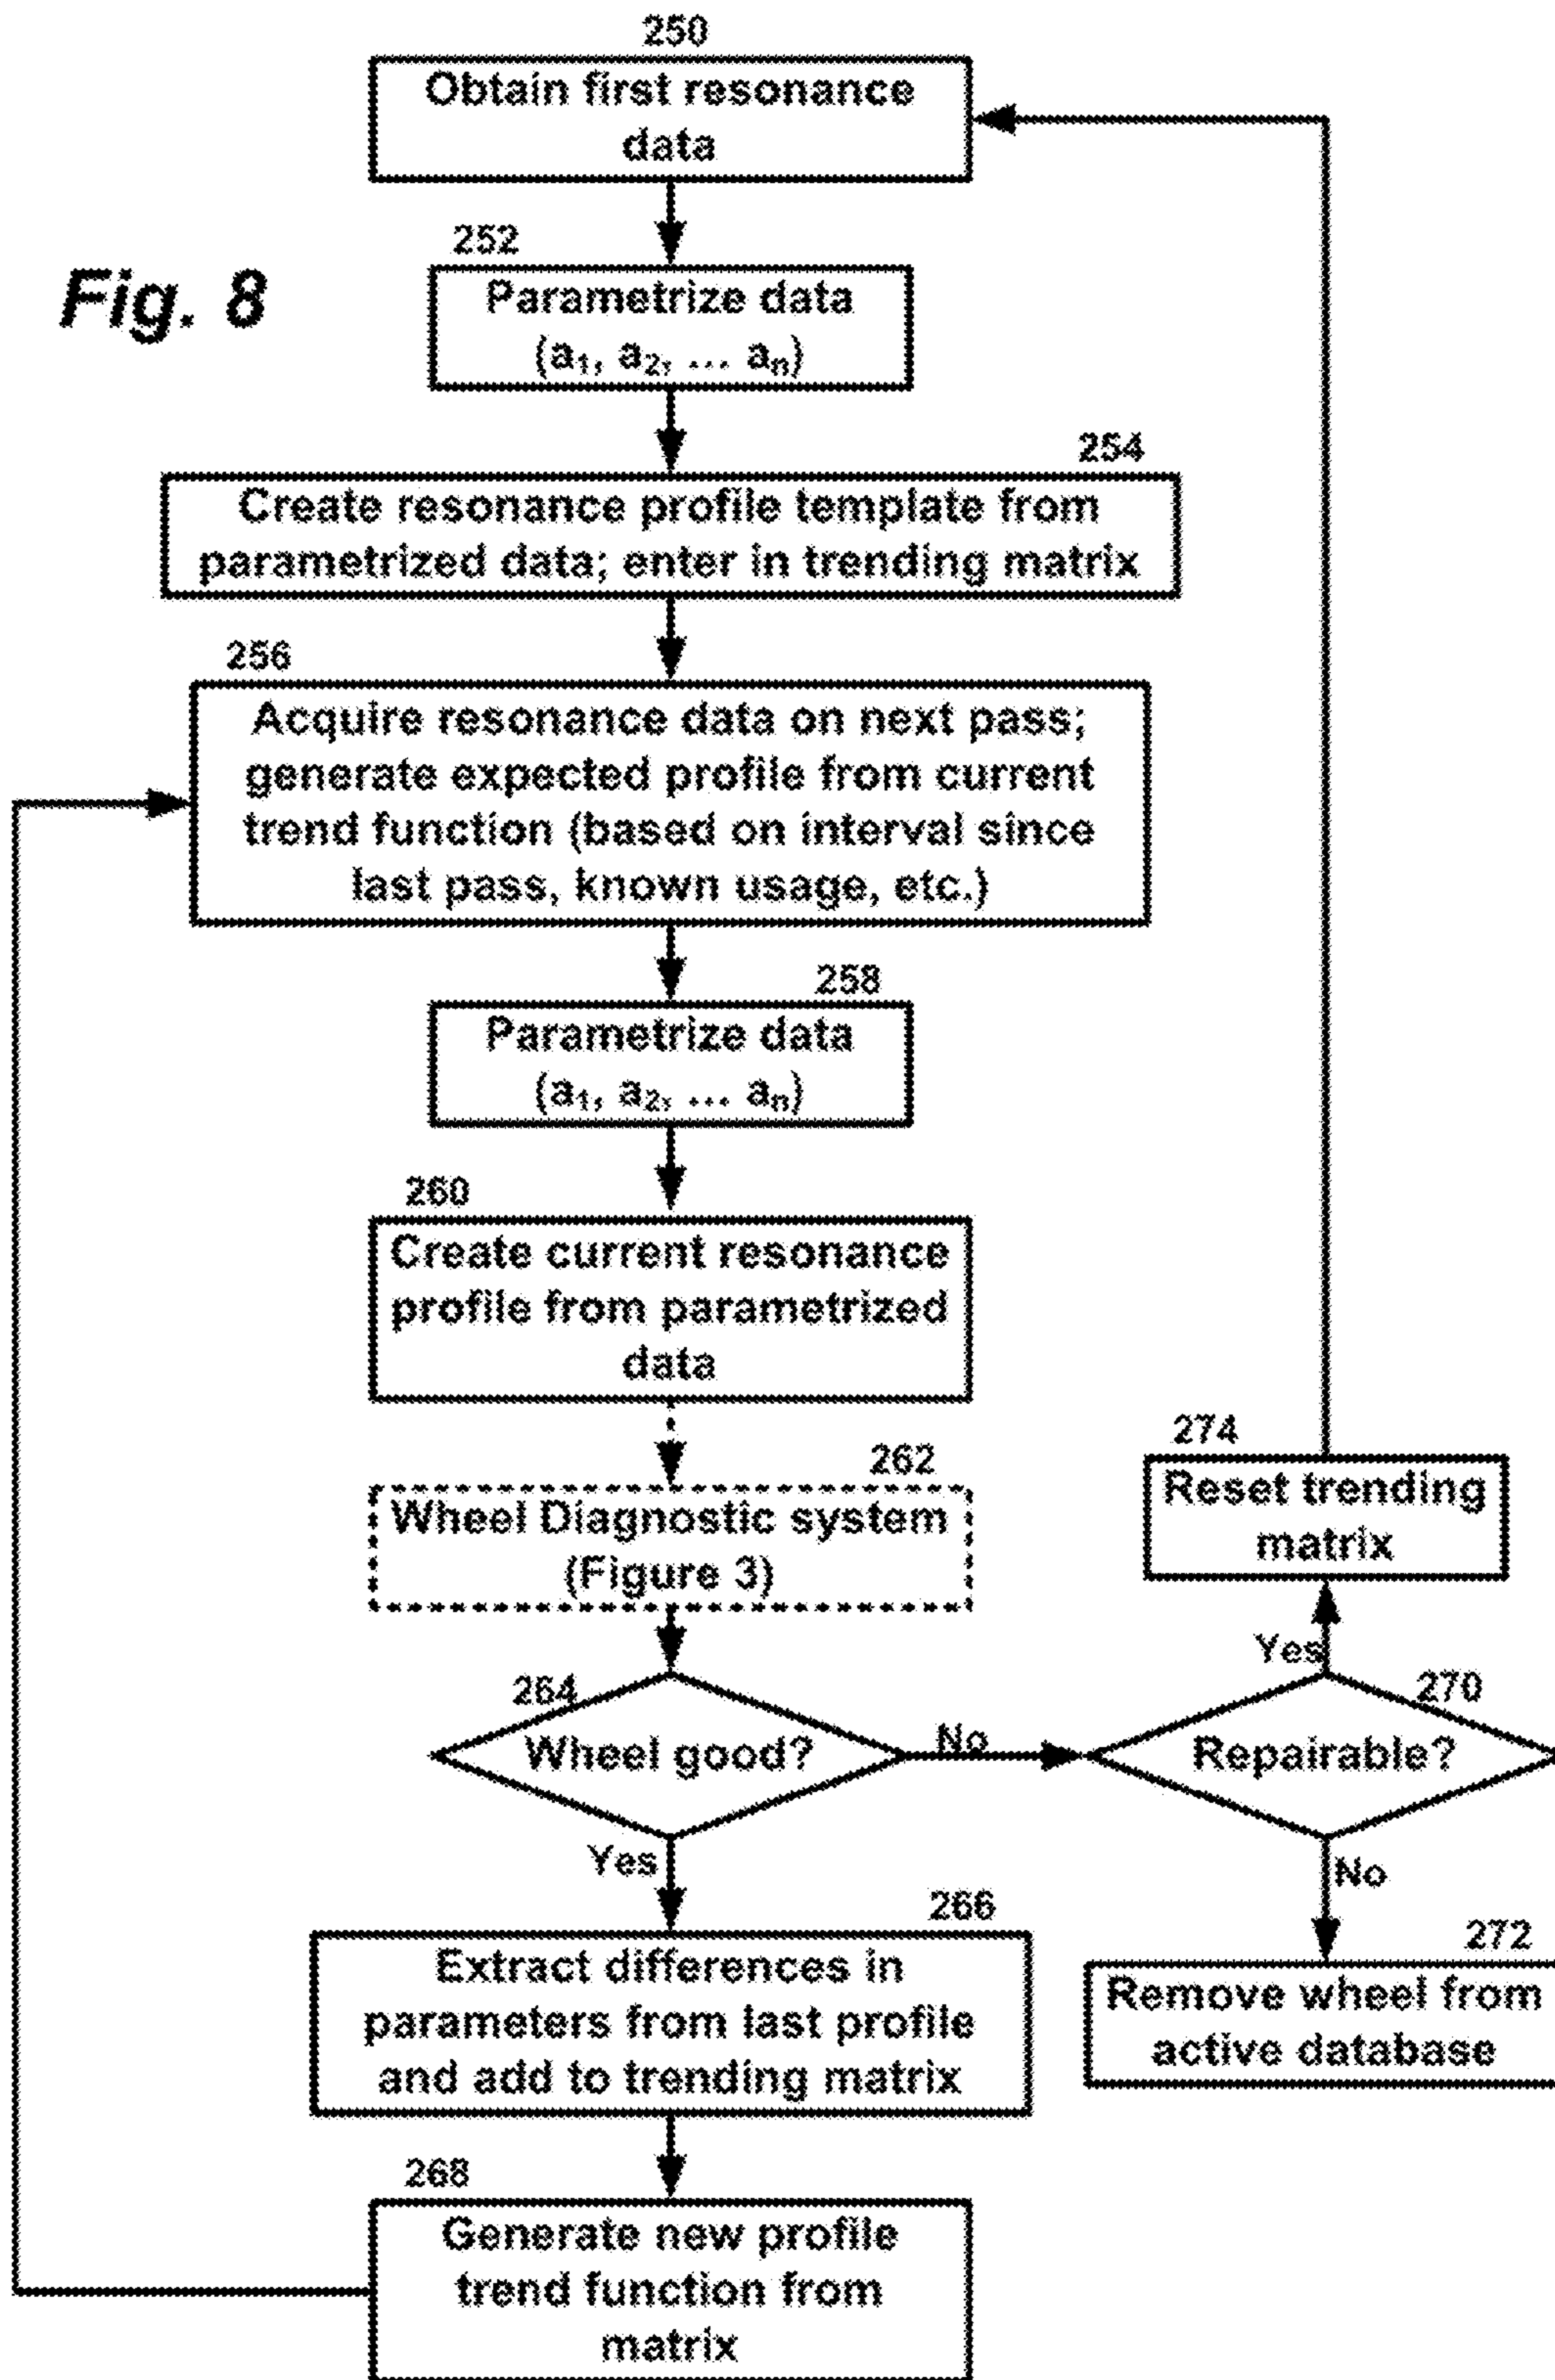 250
Obtain first resonance
data
Fig. 8
252
Parametrize data
(a₁, a₂, ... aₙ)
254
Create resonance profile template from
parametrized data; enter in trending matrix
256
Acquire resonance data on next pass;
generate expected profile from current
trend function (based on interval since
last pass, known usage, etc.)
258
Parametrize data
(a₁, a₂, ... aₙ)
260
Create current resonance
profile from parametrized
data
262
Wheel Diagnostic system
(Figure 3)
264
Wheel good?
No
Yes
270
Repairable?
Yes
274
Reset trending
matrix
No
272
Remove wheel from
active database
266
Extract differences in
parameters from last profile
and add to trending matrix
268
Generate new profile
trend function from
matrix